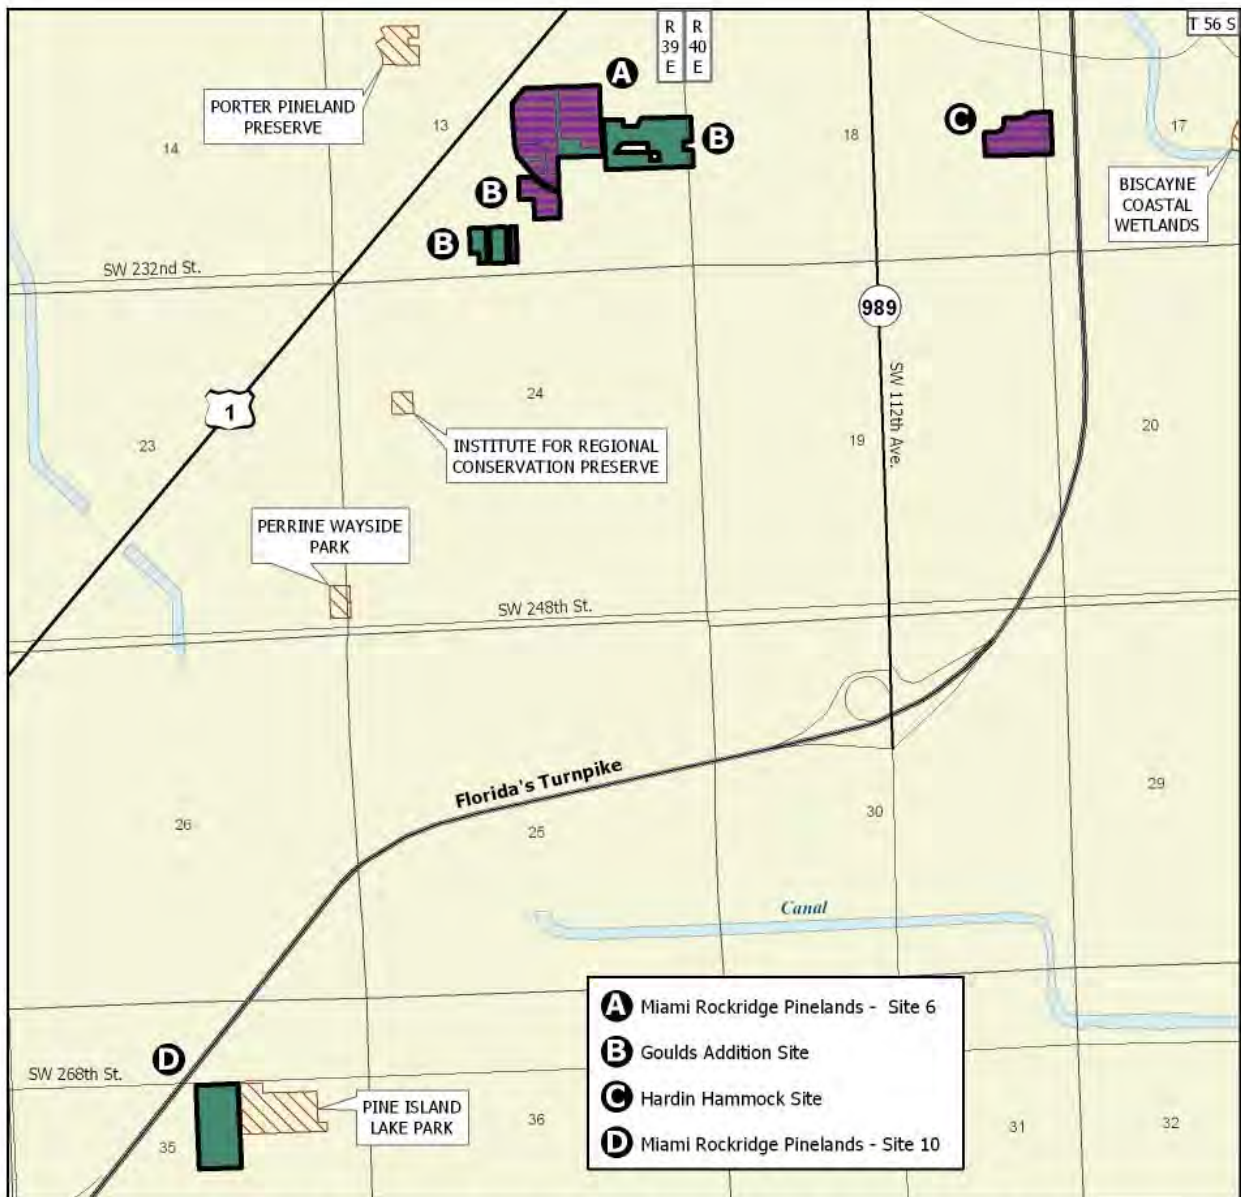 R
39
E
R
40
E
T 56 S
A
PORTER PINELAND
PRESERVE
13
14
B
18
C
17
BISCAYNE
COASTAL
WETLANDS
B
B
SW 232nd St.
989
SW 112th Ave.
1
24
23
INSTITUTE FOR REGIONAL
CONSERVATION PRESERVE
19
20
PERRINE WAYSIDE
PARK
SW 248th St.
Florida's Turnpike
26
25
30
29
Canal
D
SW 268th St.
PINE ISLAND
LAKE PARK
35
36
31
32
A Miami Rockridge Pinelands - Site 6
B Goulds Addition Site
C Hardin Hammock Site
D Miami Rockridge Pinelands - Site 10